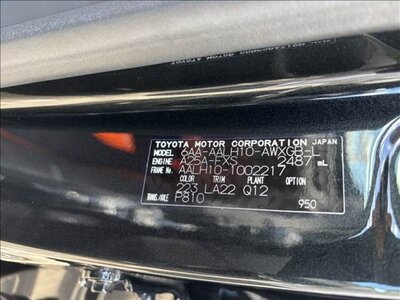 TOYOTA MOTOR CORPORATION JAPAN
MODEL 6AA-AALH10-AWXGB-J
ENGINE A25A-FXS 2487 mL
FRAME No. AALH10-1002217
COLOR TRIM PLANT OPTION
223 LA22 Q12
TRANS/AXLE P810
950